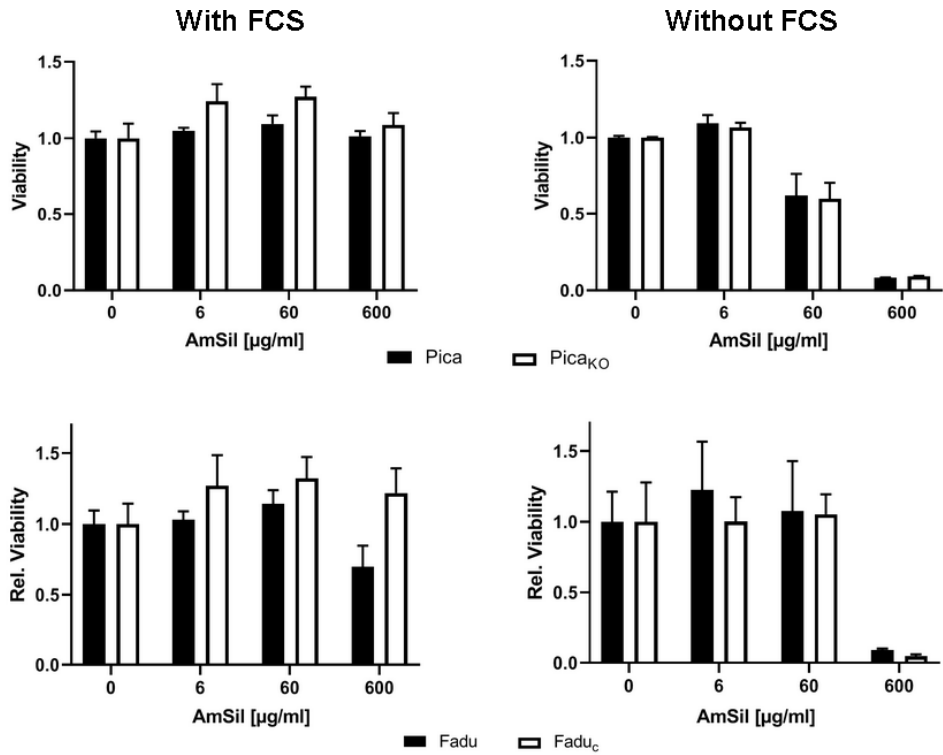 With FCS
Without FCS
1.5
1.0
0.5
0.0
Viability
0 6 60 600
AmSil [µg/ml]
1.5
1.0
0.5
0.0
Viability
0 6 60 600
AmSil [µg/ml]
Pica PicaKO
1.5
1.0
0.5
0.0
Rel. Viability
0 6 60 600
AmSil [µg/ml]
1.5
1.0
0.5
0.0
Rel. Viability
0 6 60 600
AmSil [µg/ml]
Fadu Faduc